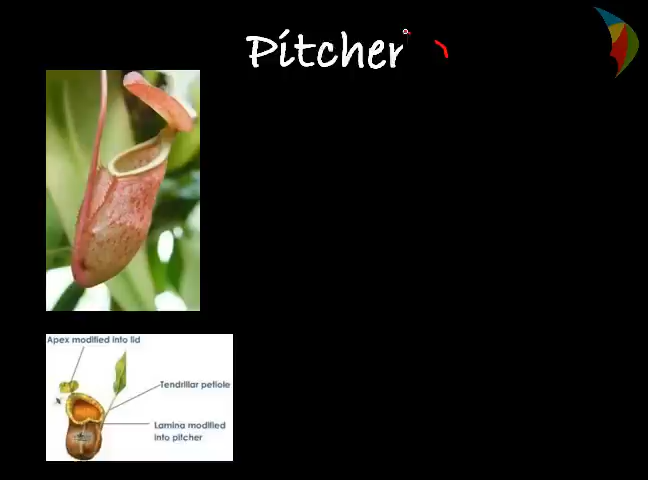 Pitcher
Apex modified into lid
Tendrillar petiole
Lamina modified
into pitcher